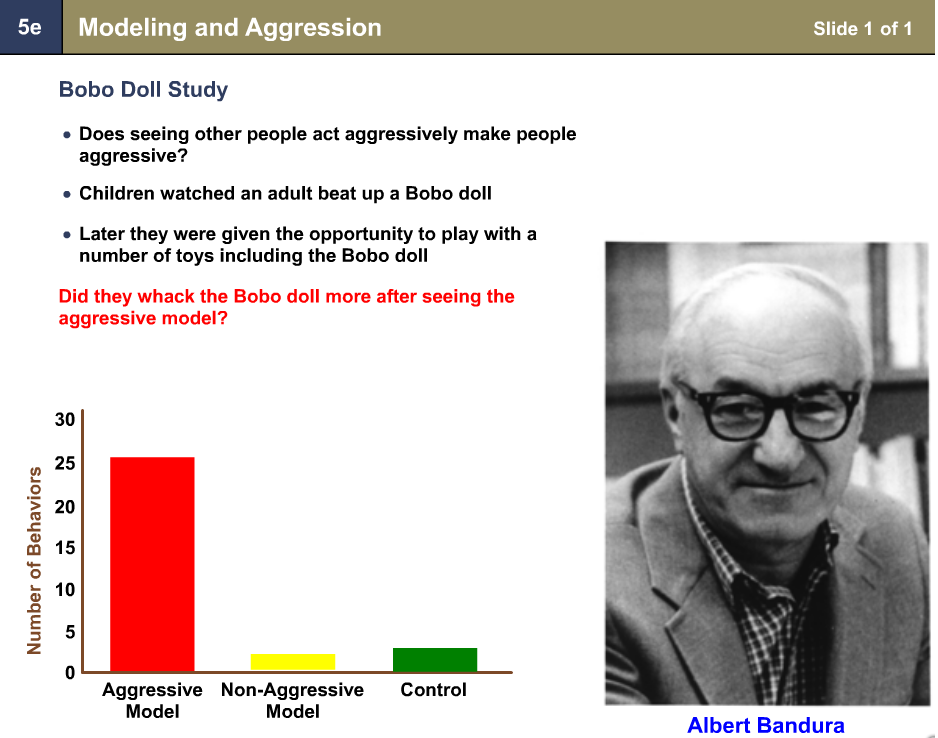 5e
Modeling and Aggression
Slide 1 of 1
Bobo Doll Study
• Does seeing other people act aggressively make people
aggressive?
• Children watched an adult beat up a Bobo doll
• Later they were given the opportunity to play with a
number of toys including the Bobo doll
Did they whack the Bobo doll more after seeing the
aggressive model?
Number of Behaviors
30
25
20
15
10
5
0
Aggressive
Model
Non-Aggressive
Model
Control
Albert Bandura